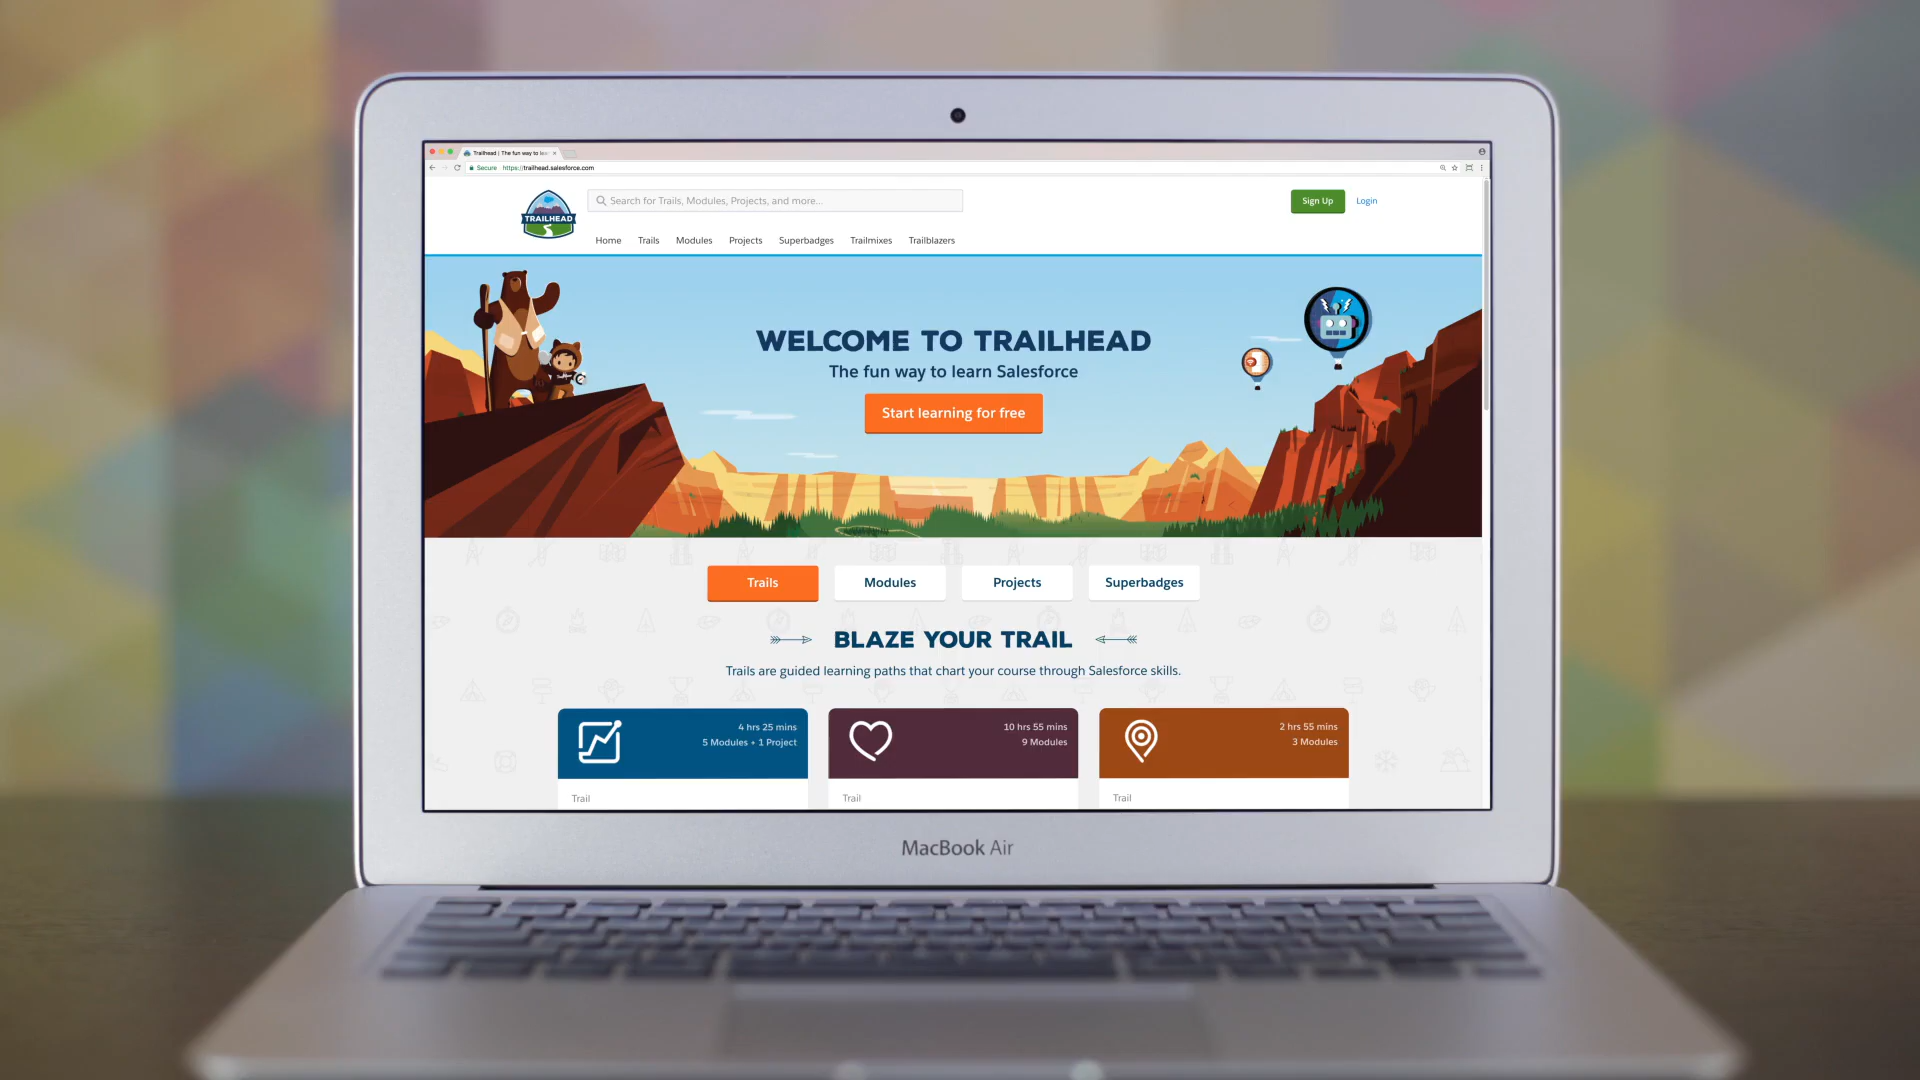 Trailhead | The fun way to lea
Secure https://trailhead.salesforce.com
TRAILHEAD
Search for Trails, Modules, Projects, and more...
Sign Up
Login
Home Trails Modules Projects Superbadges Trailmixes Trailblazers
WELCOME TO TRAILHEAD
The fun way to learn Salesforce
Start learning for free
Trails Modules Projects Superbadges
BLAZE YOUR TRAIL
Trails are guided learning paths that chart your course through Salesforce skills.
4 hrs 25 mins
5 Modules + 1 Project
Trail
10 hrs 55 mins
9 Modules
Trail
2 hrs 55 mins
3 Modules
Trail
MacBook Air